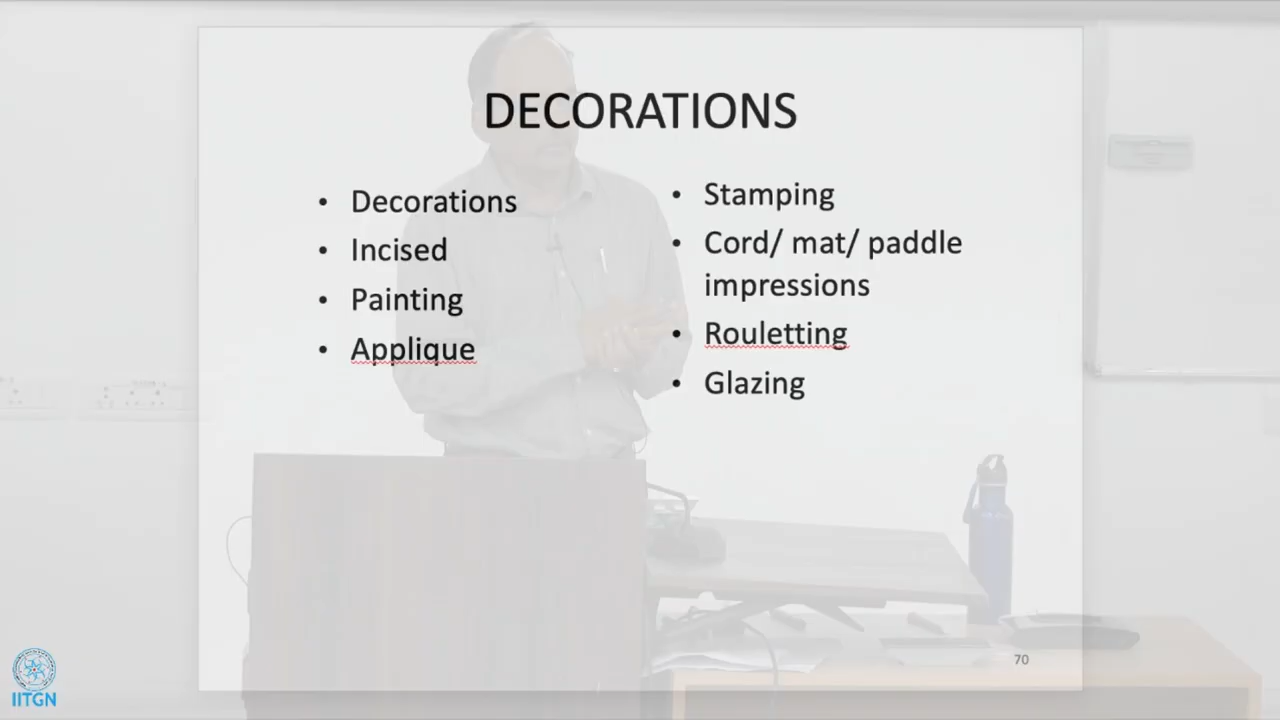 DECORATIONS
• Decorations
• Incised
• Painting
• Applique
• Stamping
• Cord/ mat/ paddle
impressions
• Rouletting
• Glazing
70
IITGN